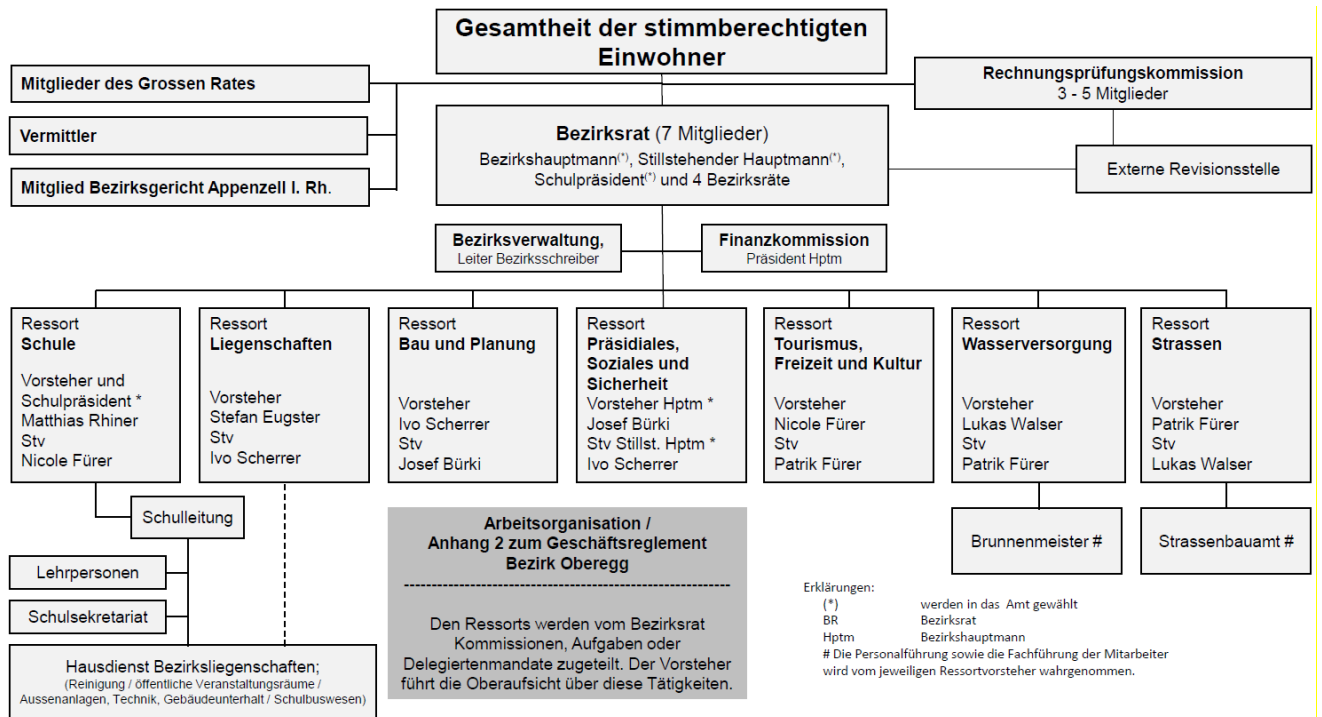 Gesamtheit der stimmberechtigten
Einwohner
Mitglieder des Grossen Rates
Vermittler
Mitglied Bezirksgericht Appenzell I. Rh.
Rechnungsprüfungskommission
3 - 5 Mitglieder
Bezirksrat (7 Mitglieder)
Bezirkshauptmann(*), Stillstehender Hauptmann(*),
Schulpräsident(*) und 4 Bezirksräte
Externe Revisionsstelle
Bezirksverwaltung,
Leiter Bezirksschreiber
Finanzkommission
Präsident Hptm
Ressort
Schule
Vorsteher und
Schulpräsident *
Matthias Rhiner
Stv
Nicole Fürer
Ressort
Liegenschaften
Vorsteher
Stefan Eugster
Stv
Ivo Scherrer
Ressort
Bau und Planung
Vorsteher
Ivo Scherrer
Stv
Josef Bürki
Ressort
Präsidiales,
Soziales und
Sicherheit
Vorsteher Hptm *
Josef Bürki
Stv Stillst. Hptm *
Ivo Scherrer
Ressort
Tourismus,
Freizeit und Kultur
Vorsteher
Nicole Fürer
Stv
Patrik Fürer
Ressort
Wasserversorgung
Vorsteher
Lukas Walser
Stv
Patrik Fürer
Ressort
Strassen
Vorsteher
Patrik Fürer
Stv
Lukas Walser
Schulleitung
Lehrpersonen
Schulsekretariat
Hausdienst Bezirksliegenschaften;
(Reinigung / öffentliche Veranstaltungsräume /
Aussenanlagen, Technik, Gebäudeunterhalt / Schulbuswesen)
Arbeitsorganisation /
Anhang 2 zum Geschäftsreglement
Bezirk Oberegg
------------------------------------------------------------
Den Ressorts werden vom Bezirksrat
Kommissionen, Aufgaben oder
Delegiertenmandate zugeteilt. Der Vorsteher
führt die Oberaufsicht über diese Tätigkeiten.
Brunnenmeister #
Strassenbauamt #
Erklärungen:
(*) werden in das Amt gewählt
BR Bezirksrat
Hptm Bezirkshauptmann
# Die Personalführung sowie die Fachführung der Mitarbeiter
wird vom jeweiligen Ressortvorsteher wahrgenommen.